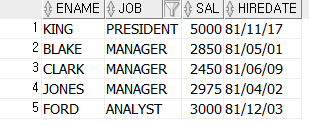 ENAME JOB SAL HIREDATE
1 KING PRESIDENT 5000 81/11/17
2 BLAKE MANAGER 2850 81/05/01
3 CLARK MANAGER 2450 81/06/09
4 JONES MANAGER 2975 81/04/02
5 FORD ANALYST 3000 81/12/03